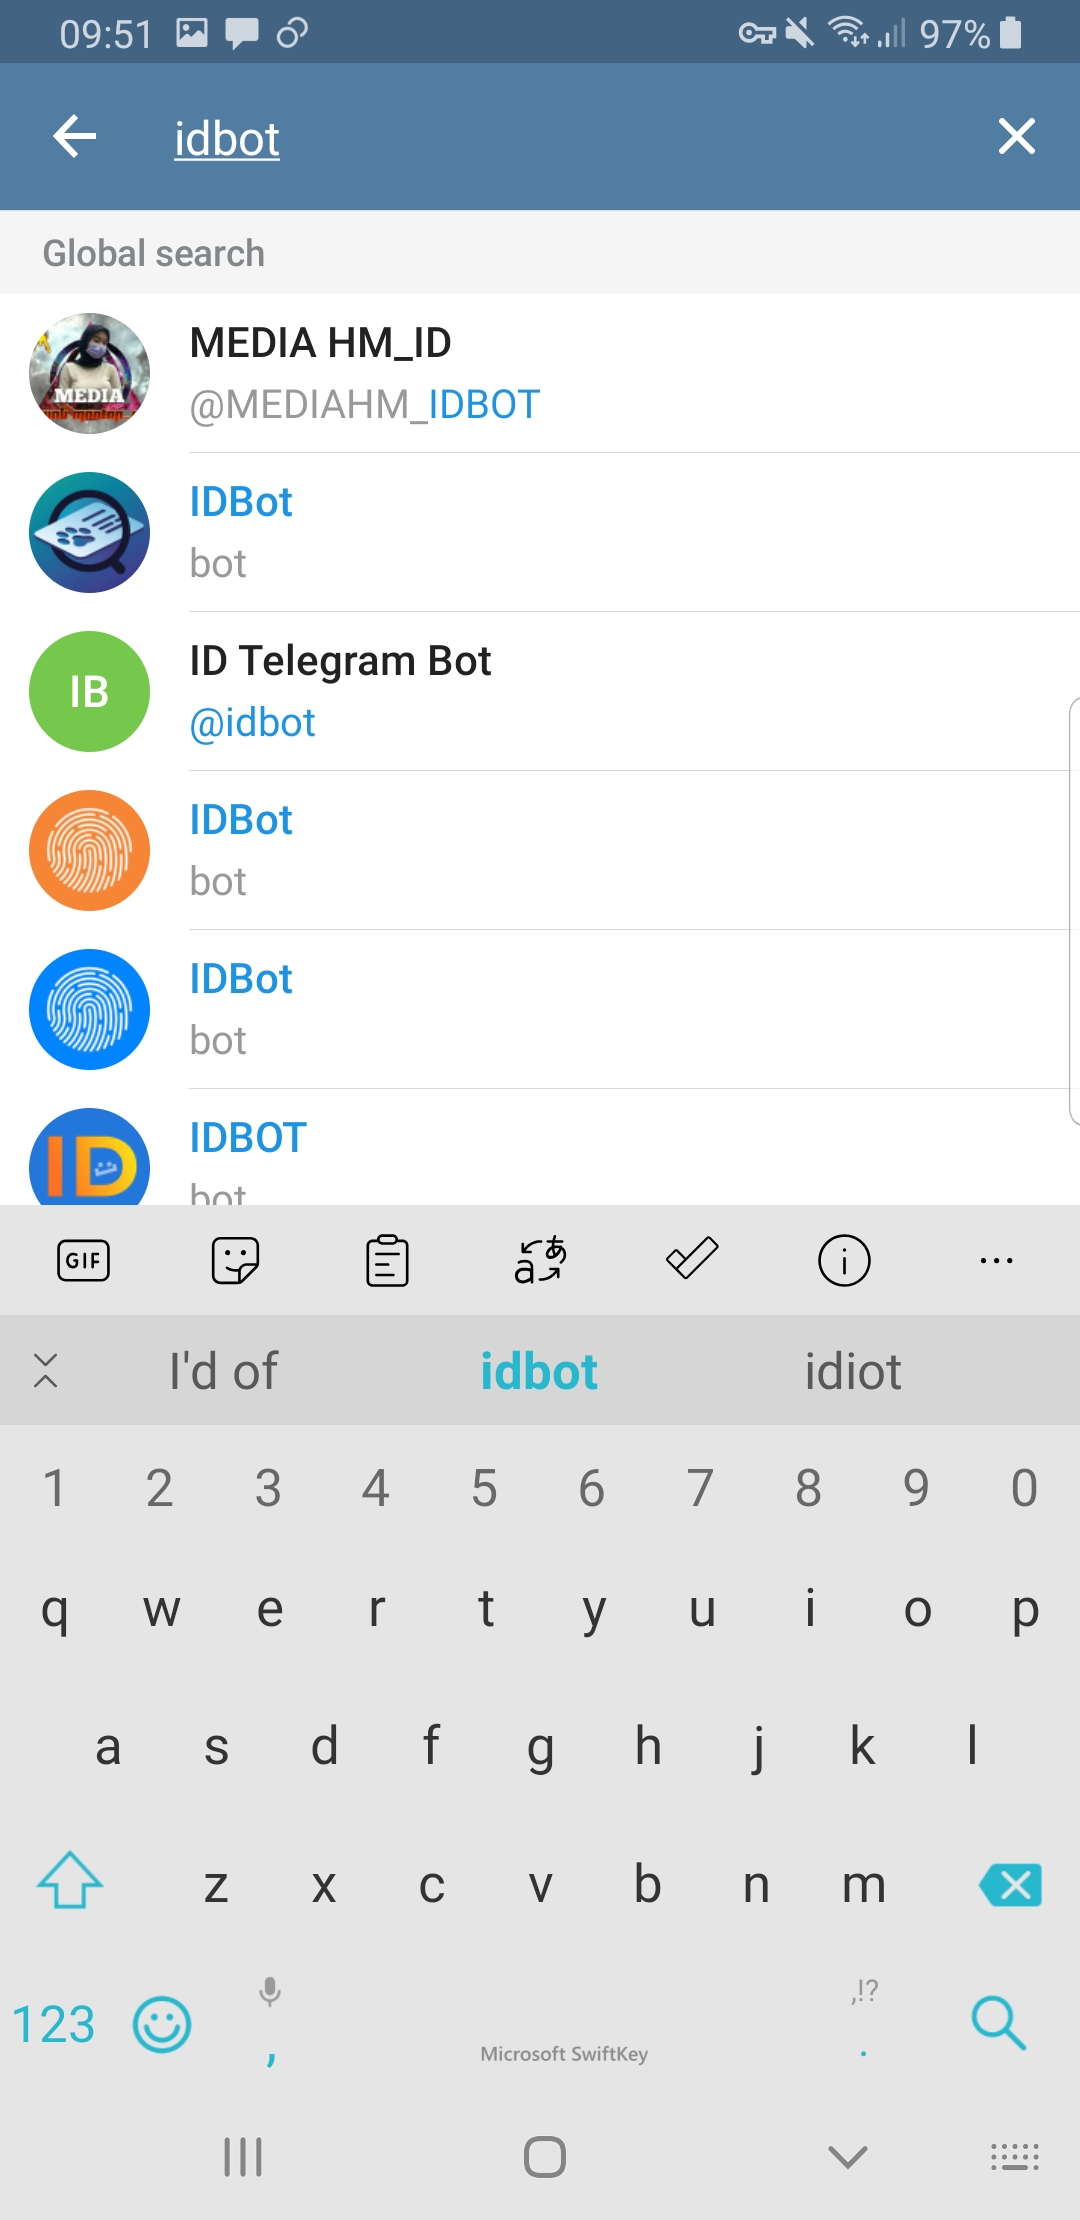 09:51 97%
idbot
Global search
MEDIA HM_ID
@MEDIAHM_IDBOT
MEDIA
IDBot
bot
IB
ID Telegram Bot
@idbot
IDBot
bot
IDBot
bot
ID
IDBOT
bot
GIF
I'd of idbot idiot
1 2 3 4 5 6 7 8 9 0
q w e r t y u i o p
a s d f g h j k l
z x c v b n m
,!?
123 , Microsoft SwiftKey .